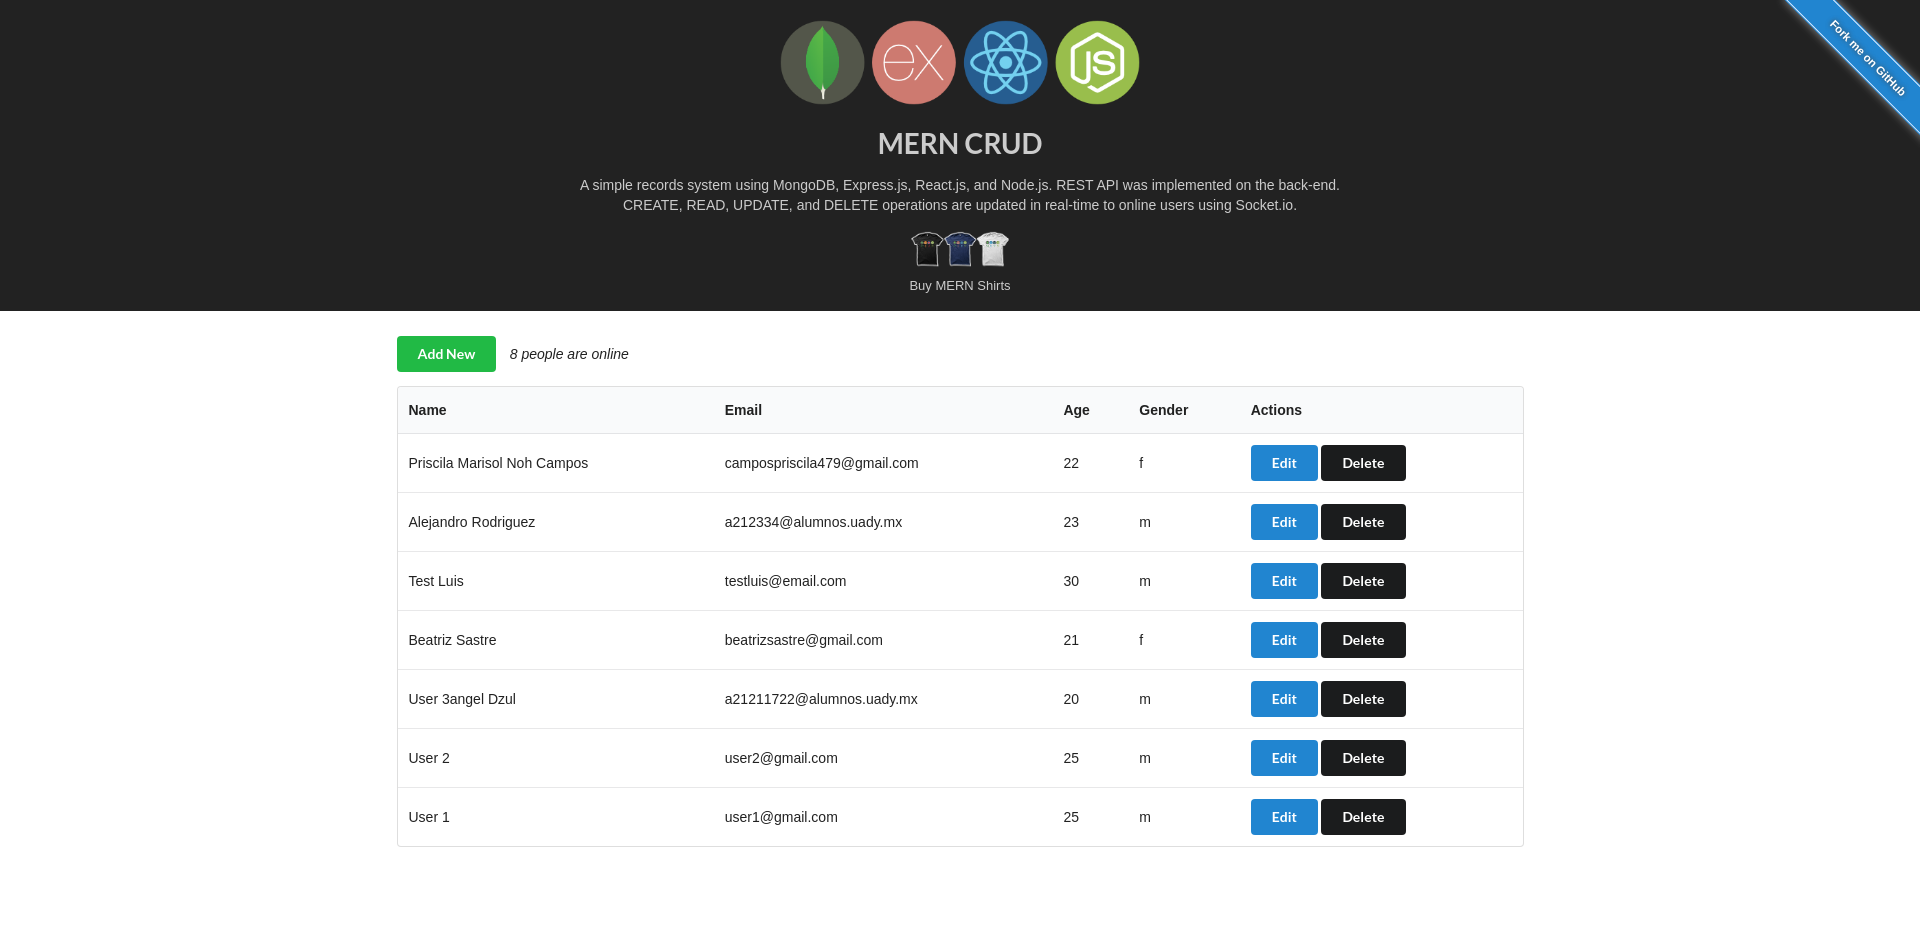 ex
JS
Fork me on GitHub
MERN CRUD
A simple records system using MongoDB, Express.js, React.js, and Node.js. REST API was implemented on the back-end.
CREATE, READ, UPDATE, and DELETE operations are updated in real-time to online users using Socket.io.
Buy MERN Shirts
Add New 8 people are online
Name Email Age Gender Actions
Priscila Marisol Noh Campos campospriscila479@gmail.com 22 f Edit Delete
Alejandro Rodriguez a212334@alumnos.uady.mx 23 m Edit Delete
Test Luis testluis@email.com 30 m Edit Delete
Beatriz Sastre beatrizsastre@gmail.com 21 f Edit Delete
User 3angel Dzul a21211722@alumnos.uady.mx 20 m Edit Delete
User 2 user2@gmail.com 25 m Edit Delete
User 1 user1@gmail.com 25 m Edit Delete